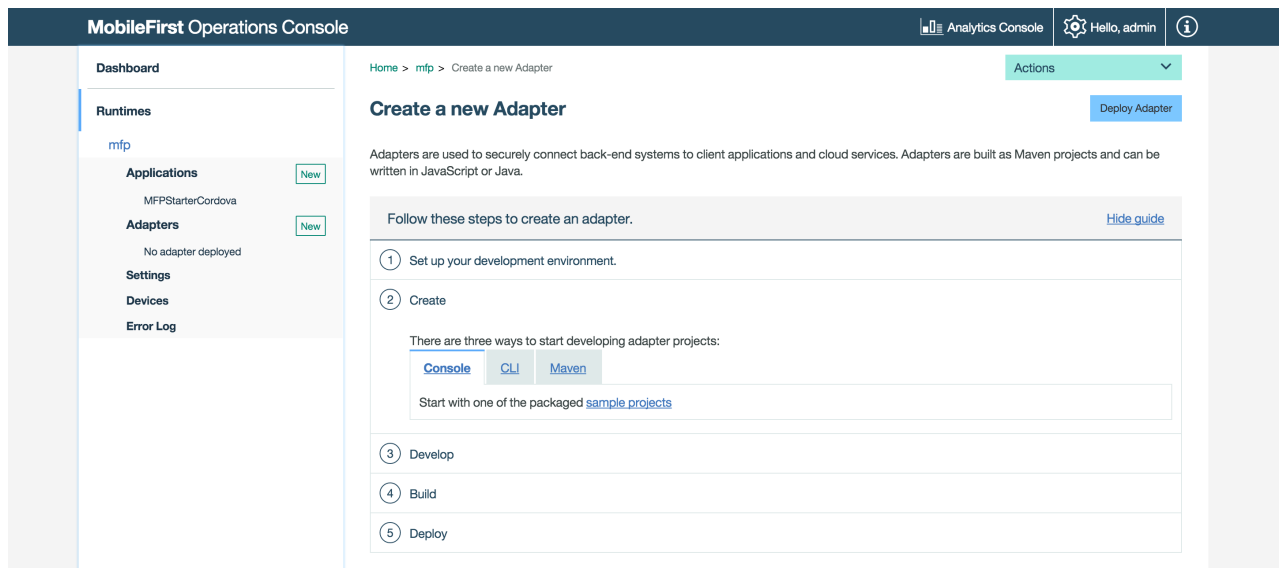 MobileFirst Operations Console
Analytics Console
Hello, admin
Dashboard
Runtimes
mfp
Applications
New
MFPStarterCordova
Adapters
New
No adapter deployed
Settings
Devices
Error Log
Home > mfp > Create a new Adapter
Actions
Create a new Adapter
Deploy Adapter
Adapters are used to securely connect back-end systems to client applications and cloud services. Adapters are built as Maven projects and can be
written in JavaScript or Java.
Follow these steps to create an adapter.
Hide guide
1 Set up your development environment.
2 Create
There are three ways to start developing adapter projects:
Console CLI Maven
Start with one of the packaged sample projects
3 Develop
4 Build
5 Deploy